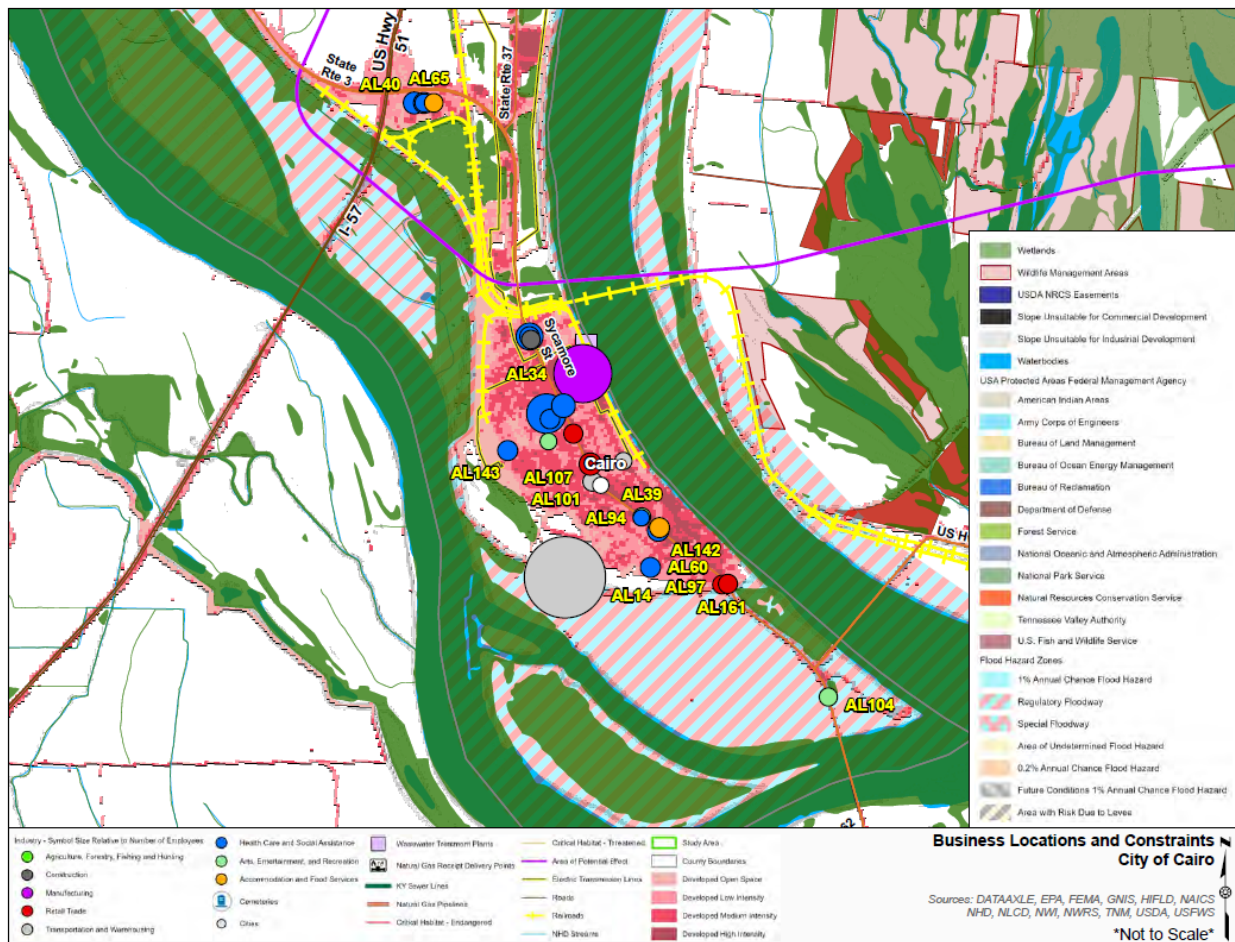 US Hwy
51
State
Rte 3
State Rte 37
AL40
AL65
I- 57
Sycamore
St
AL34
AL143
AL107
Cairo
AL101
AL39
AL94
AL142
AL60
AL97
AL14
AL161
AL104
US H
62
Wetlands
Wildlife Management Areas
USDA NRCS Easements
Slope Unsuitable for Commercial Development
Slope Unsuitable for Industrial Development
Waterbodies
USA Protected Areas Federal Management Agency
American Indian Areas
Army Corps of Engineers
Bureau of Land Management
Bureau of Ocean Energy Management
Bureau of Reclamation
Department of Defense
Forest Service
National Oceanic and Atmospheric Administration
National Park Service
Natural Resources Conservation Service
Tennessee Valley Authority
U.S. Fish and Wildlife Service
Flood Hazard Zones
1% Annual Chance Flood Hazard
Regulatory Floodway
Special Floodway
Area of Undetermined Flood Hazard
0.2% Annual Chance Flood Hazard
Future Conditions 1% Annual Chance Flood Hazard
Area with Risk Due to Levee
Industry - Symbol Size Relative to Number of Employees
Agriculture, Forestry, Fishing and Hunting
Construction
Manufacturing
Retail Trade
Transportation and Warehousing
Health Care and Social Assistance
Arts, Entertainment, and Recreation
Accommodation and Food Services
Cemeteries
Cities
Wastewater Treatment Plants
Natural Gas Receipt Delivery Points
KY Sewer Lines
Natural Gas Pipelines
Critical Habitat - Endangered
Critical Habitat - Threatened
Area of Potential Effect
Electric Transmission Lines
Roads
Railroads
NHD Streams
Study Area
County Boundaries
Developed Open Space
Developed Low Intensity
Developed Medium Intensity
Developed High Intensity
Business Locations and Constraints
City of Cairo
N
Sources: DATAAXLE, EPA, FEMA, GNIS, HIFLD, NAICS
NHD, NLCD, NWI, NWRS, TNM, USDA, USFWS
*Not to Scale*